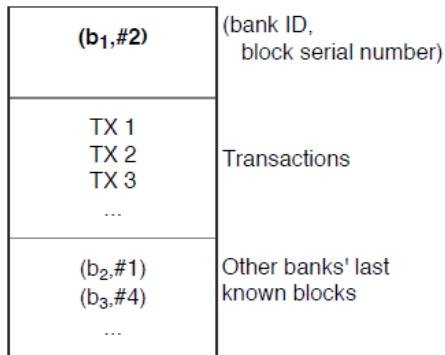 (b₁,#2)
(bank ID,
block serial number)
TX 1
TX 2
TX 3
...
Transactions
(b₂,#1)
(b₃,#4)
...
Other banks' last
known blocks